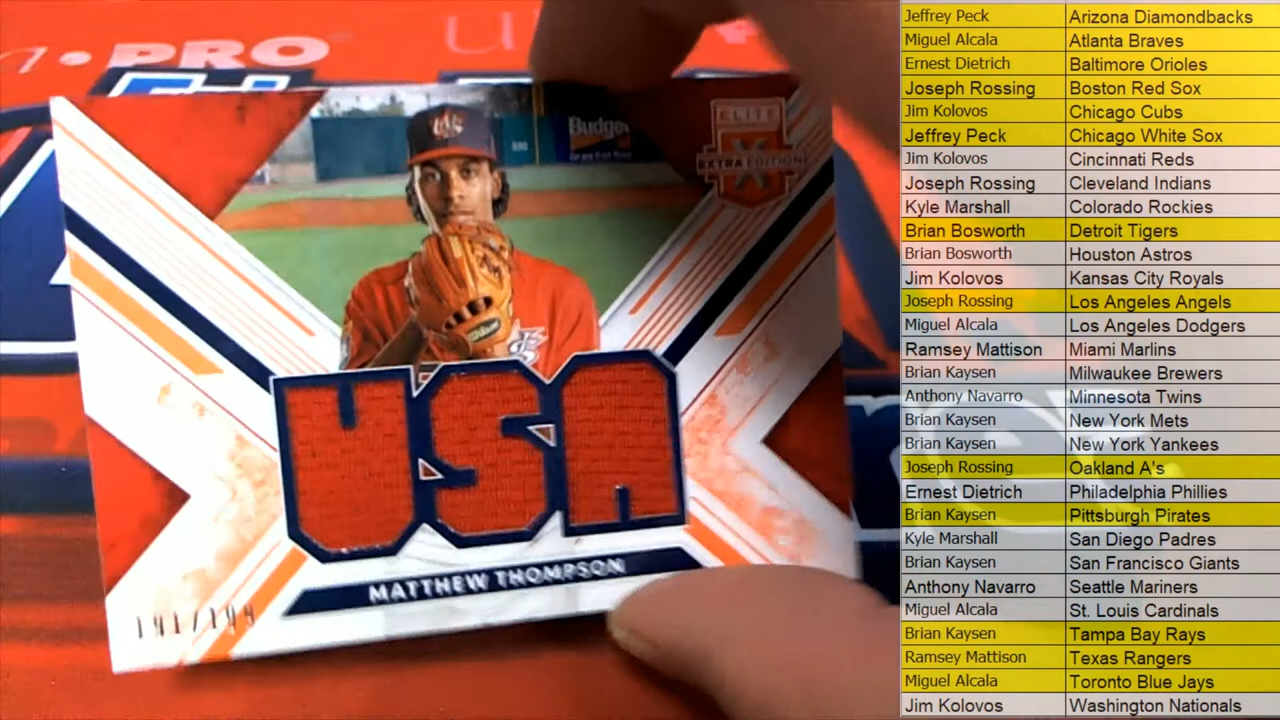 PRO
Budge
ELITE
EXTRA EDITION
USA
MATTHEW THOMPSON
191/199
Jeffrey Peck Arizona Diamondbacks
Miguel Alcala Atlanta Braves
Ernest Dietrich Baltimore Orioles
Joseph Rossing Boston Red Sox
Jim Kolovos Chicago Cubs
Jeffrey Peck Chicago White Sox
Jim Kolovos Cincinnati Reds
Joseph Rossing Cleveland Indians
Kyle Marshall Colorado Rockies
Brian Bosworth Detroit Tigers
Brian Bosworth Houston Astros
Jim Kolovos Kansas City Royals
Joseph Rossing Los Angeles Angels
Miguel Alcala Los Angeles Dodgers
Ramsey Mattison Miami Marlins
Brian Kaysen Milwaukee Brewers
Anthony Navarro Minnesota Twins
Brian Kaysen New York Mets
Brian Kaysen New York Yankees
Joseph Rossing Oakland A's
Ernest Dietrich Philadelphia Phillies
Brian Kaysen Pittsburgh Pirates
Kyle Marshall San Diego Padres
Brian Kaysen San Francisco Giants
Anthony Navarro Seattle Mariners
Miguel Alcala St. Louis Cardinals
Brian Kaysen Tampa Bay Rays
Ramsey Mattison Texas Rangers
Miguel Alcala Toronto Blue Jays
Jim Kolovos Washington Nationals